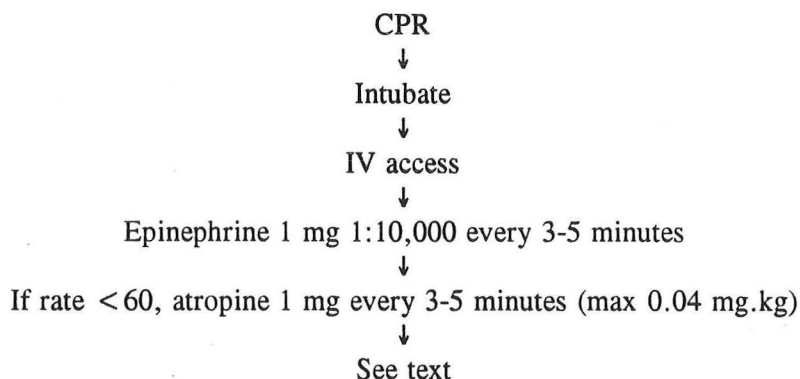 CPR
↓
Intubate
↓
IV access
↓
Epinephrine 1 mg 1:10,000 every 3-5 minutes
↓
If rate <60, atropine 1 mg every 3-5 minutes (max 0.04 mg.kg)
↓
See text